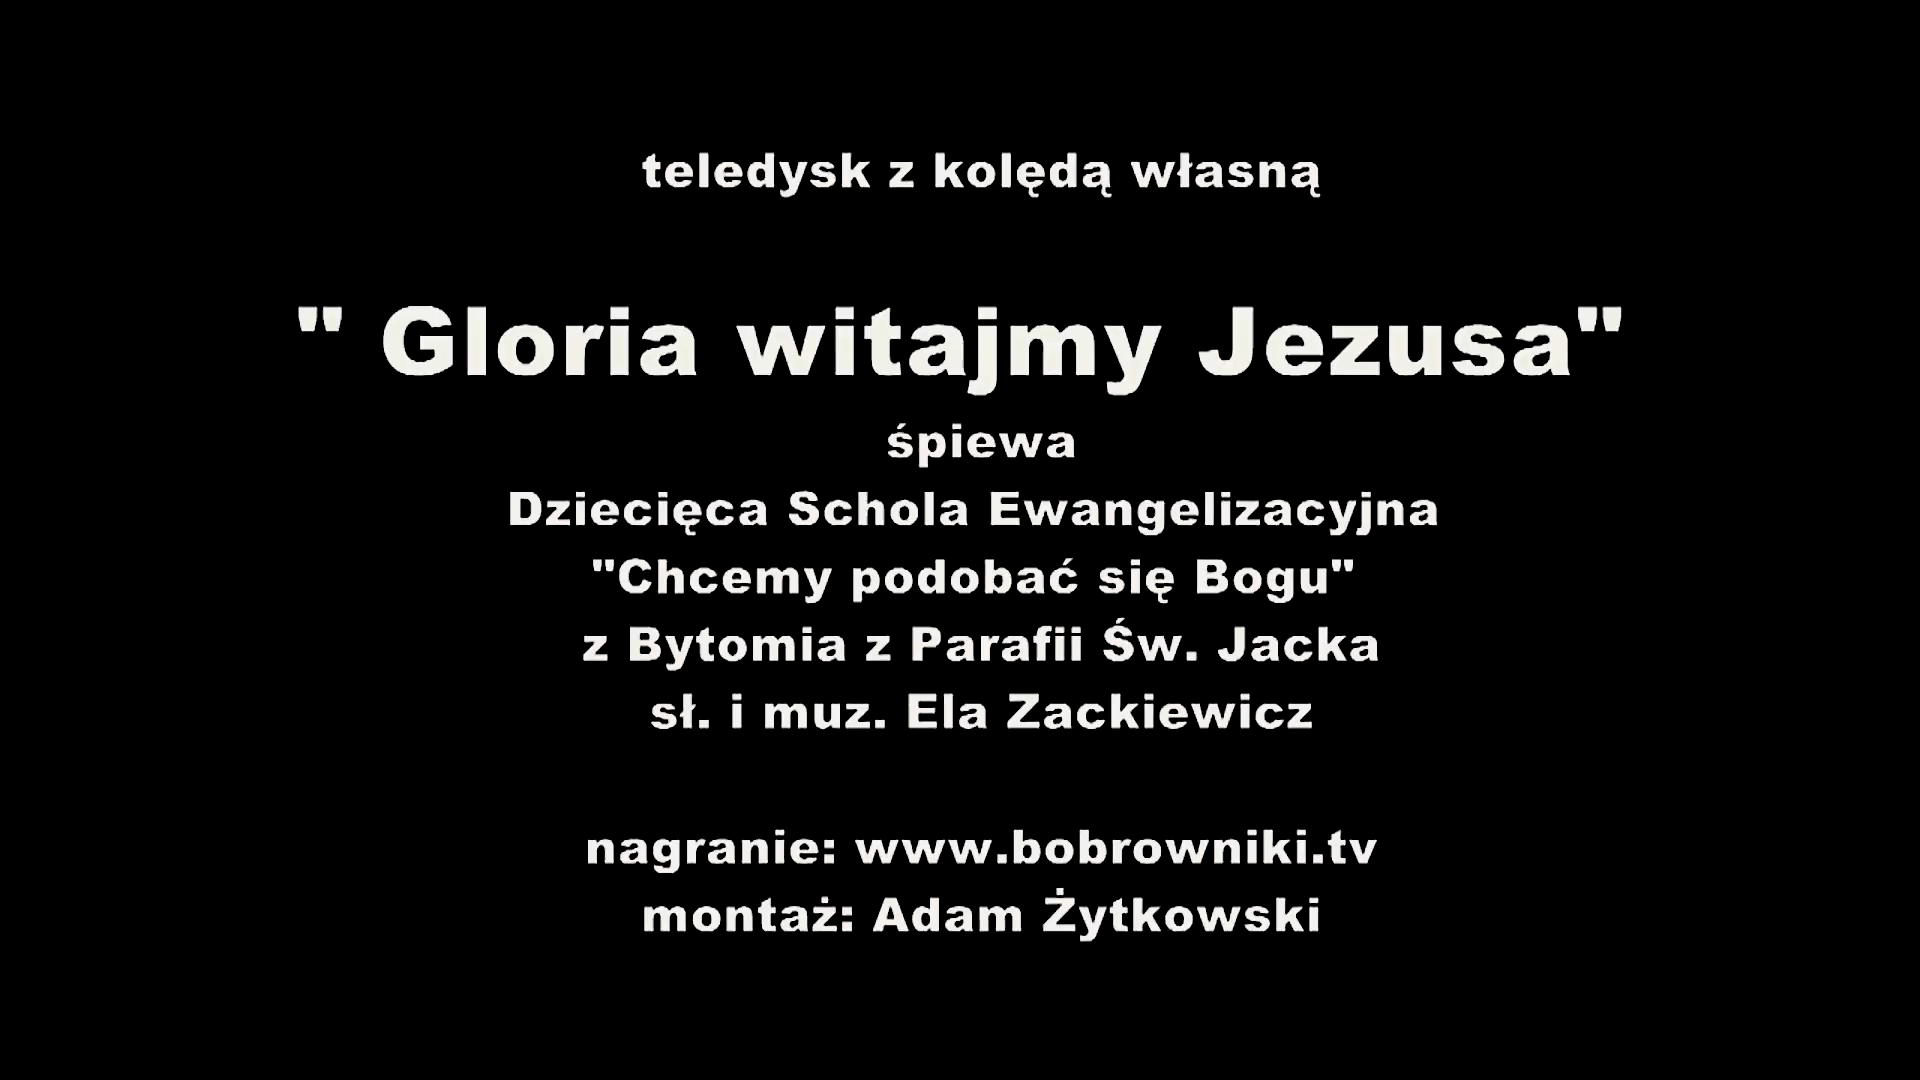 teledysk z kolędą własną
" Gloria witajmy Jezusa"
śpiewa
Dziecięca Schola Ewangelizacyjna
"Chcemy podobać się Bogu"
z Bytomia z Parafii Św. Jacka
sł. i muz. Ela Zackiewicz
nagranie: www.bobrowniki.tv
montaż: Adam Żytkowski